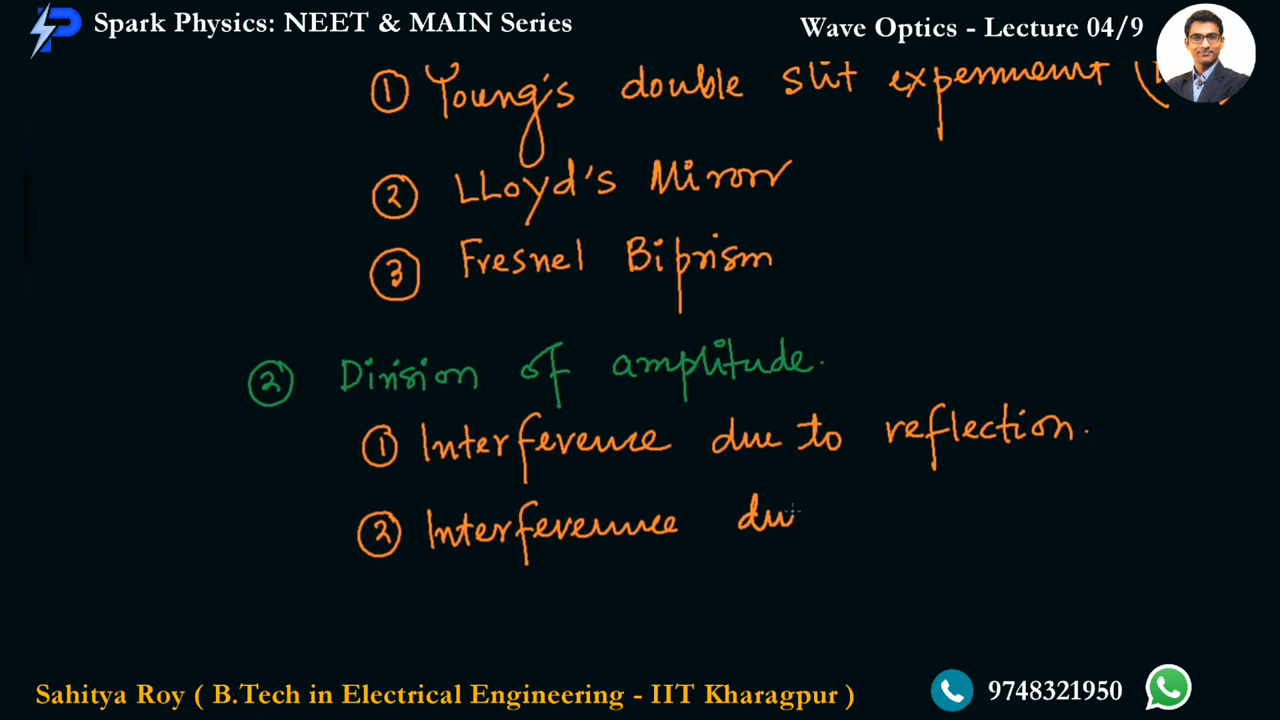 Spark Physics: NEET & MAIN Series
Wave Optics - Lecture 04/9
① Young's double slit experiment (
② LLoyd's Mirror
③ Fresnel Biprism
② Division of amplitude.
① Interference due to reflection.
② Interference du
Sahitya Roy ( B.Tech in Electrical Engineering - IIT Kharagpur )
9748321950